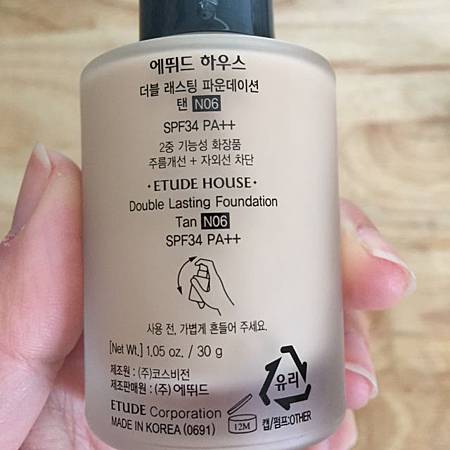 에뛰드 하우스
더블 래스팅 파운데이션
탠 N06
SPF34 PA++
2중 기능성 화장품
주름개선 + 자외선 차단
·ETUDE HOUSE·
Double Lasting Foundation
Tan N06
SPF34 PA++
사용 전, 가볍게 흔들어 주세요.
[Net Wt.] 1.05 oz. / 30 g
제조원 : (주)코스비전
제조판매원 : (주)에뛰드
ETUDE Corporation
MADE IN KOREA (0691)
12M
유리
캡/펌프:OTHER